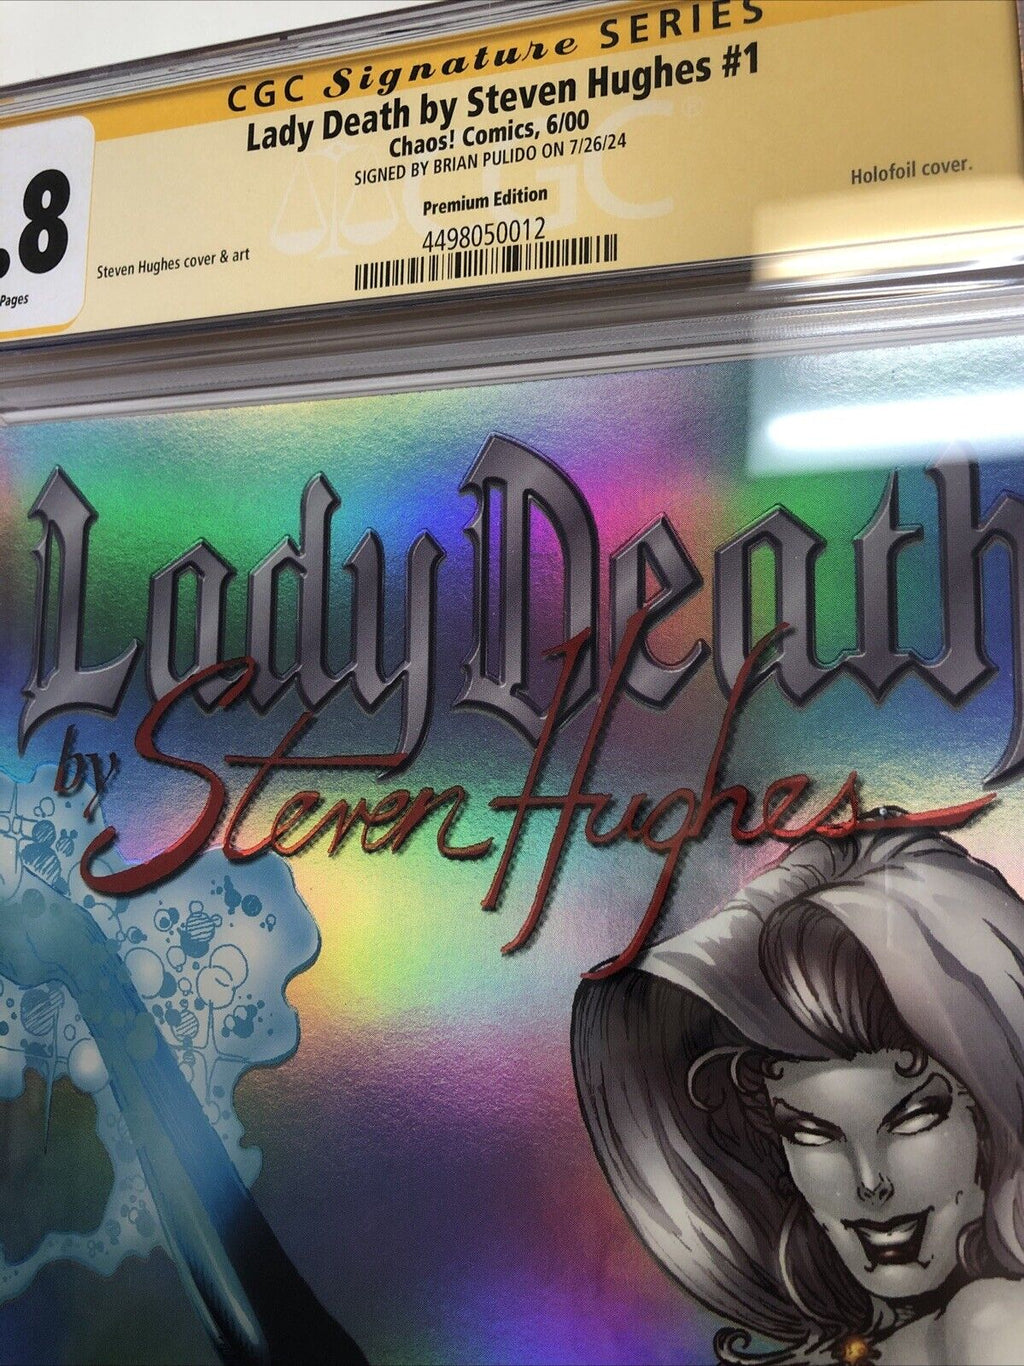 CGC Signature SERIES
Lady Death by Steven Hughes #1
Chaos! Comics, 6/00
SIGNED BY BRIAN PULIDO ON 7/26/24
Premium Edition
4498050012
Holofoil cover.
.8
Pages
Steven Hughes cover & art
CGC
Lady Death
by Steven Hughes